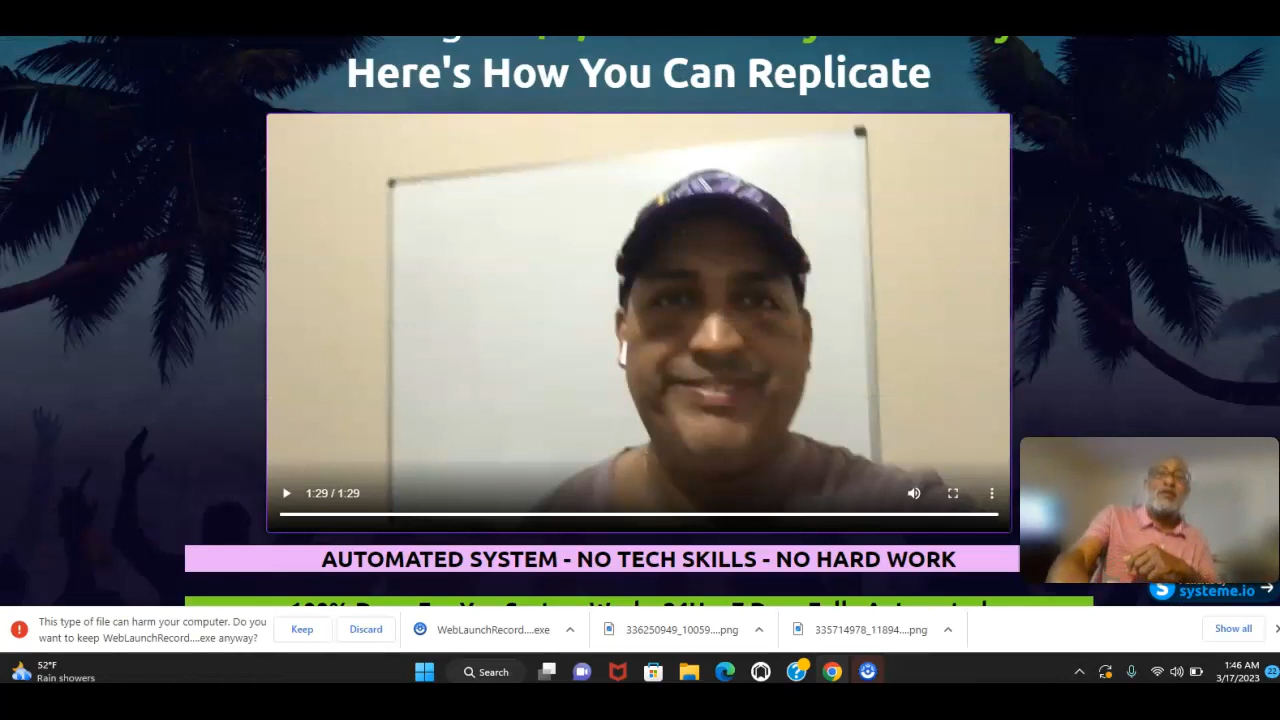 Here's How You Can Replicate
1:29 / 1:29
AUTOMATED SYSTEM - NO TECH SKILLS - NO HARD WORK
systeme.io
This type of file can harm your computer. Do you
want to keep WebLaunchRecord....exe anyway?
Keep
Discard
WebLaunchRecord....exe
336250949_10059....png
335714978_11894....png
Show all
52°F
Rain showers
Search
1:46 AM
3/17/2023
22